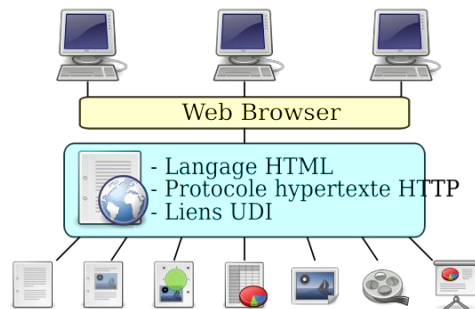 Web Browser
- Langage HTML
- Protocole hypertexte HTTP
- Liens UDI